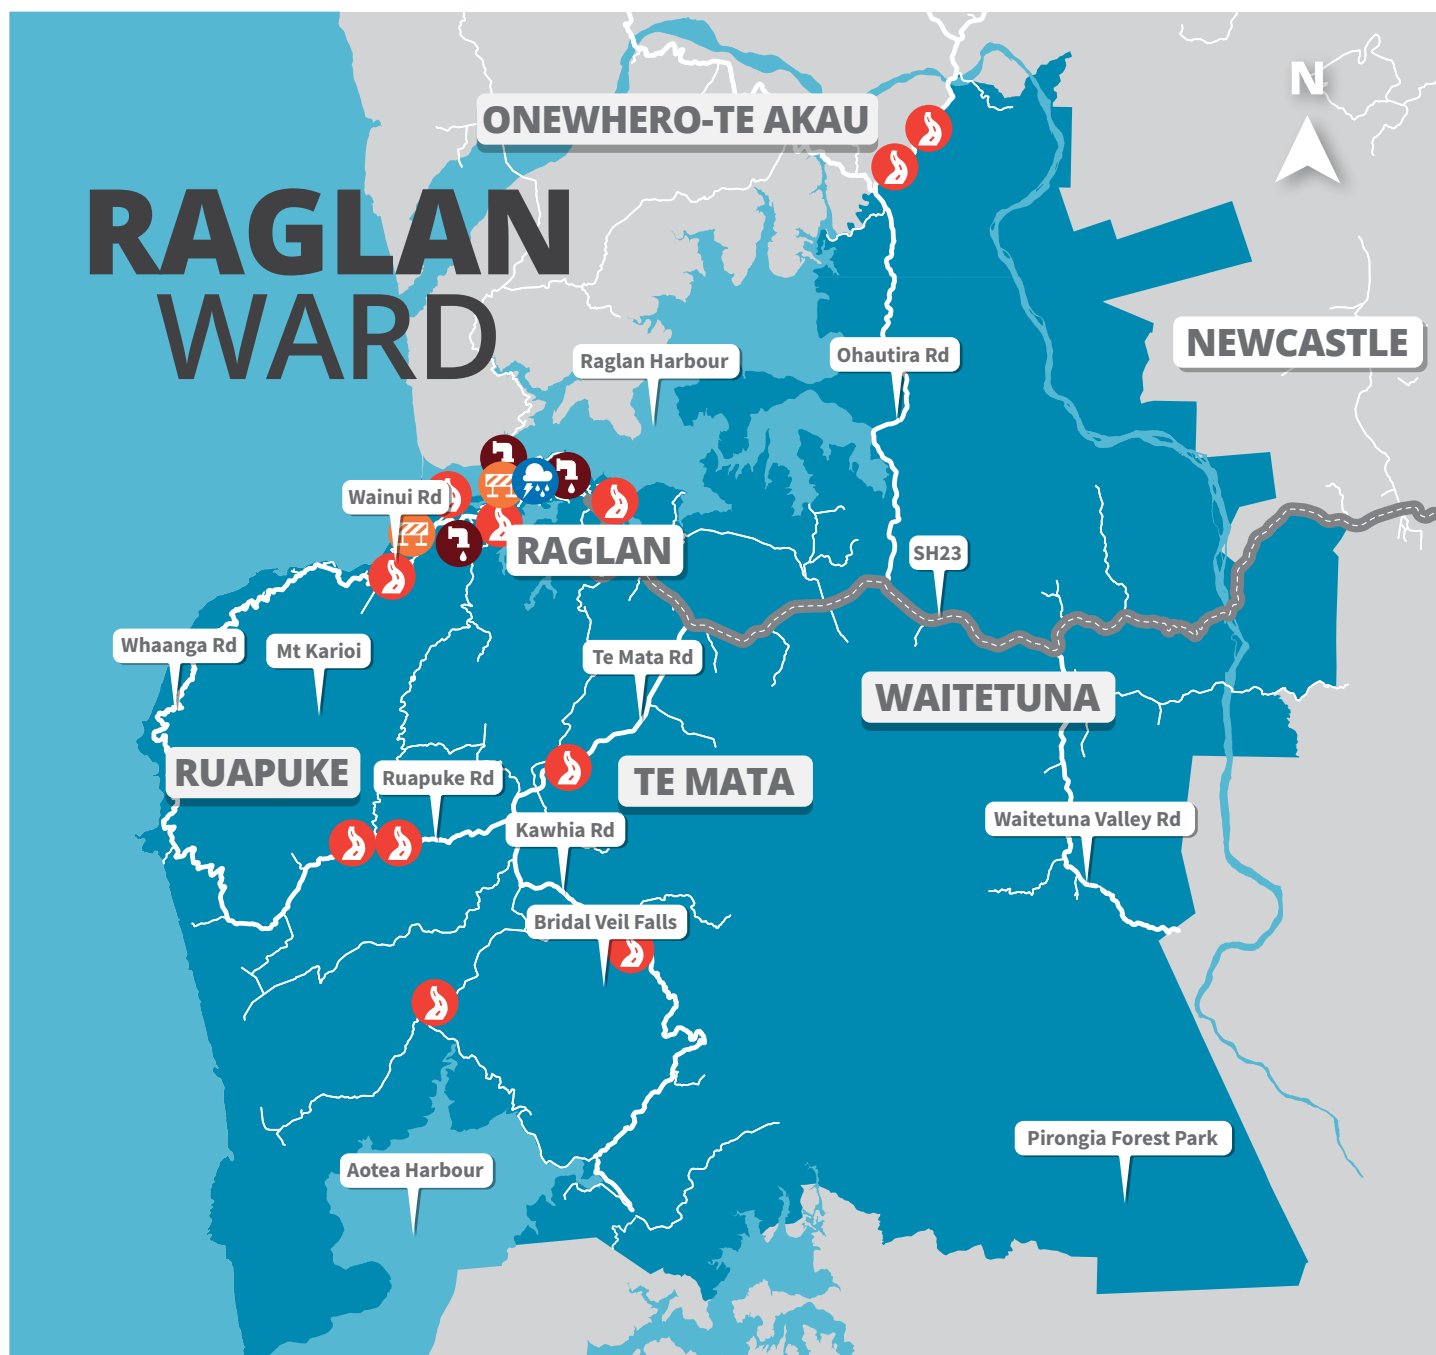 N
ONEWHERO-TE AKAU
RAGLAN
WARD
NEWCASTLE
Raglan Harbour
Ohautira Rd
Wainui Rd
RAGLAN
SH23
Whaanga Rd
Mt Karioi
Te Mata Rd
WAITETUNA
RUAPUKE
Ruapuke Rd
TE MATA
Kawhia Rd
Waitetuna Valley Rd
Bridal Veil Falls
Pirongia Forest Park
Aotea Harbour